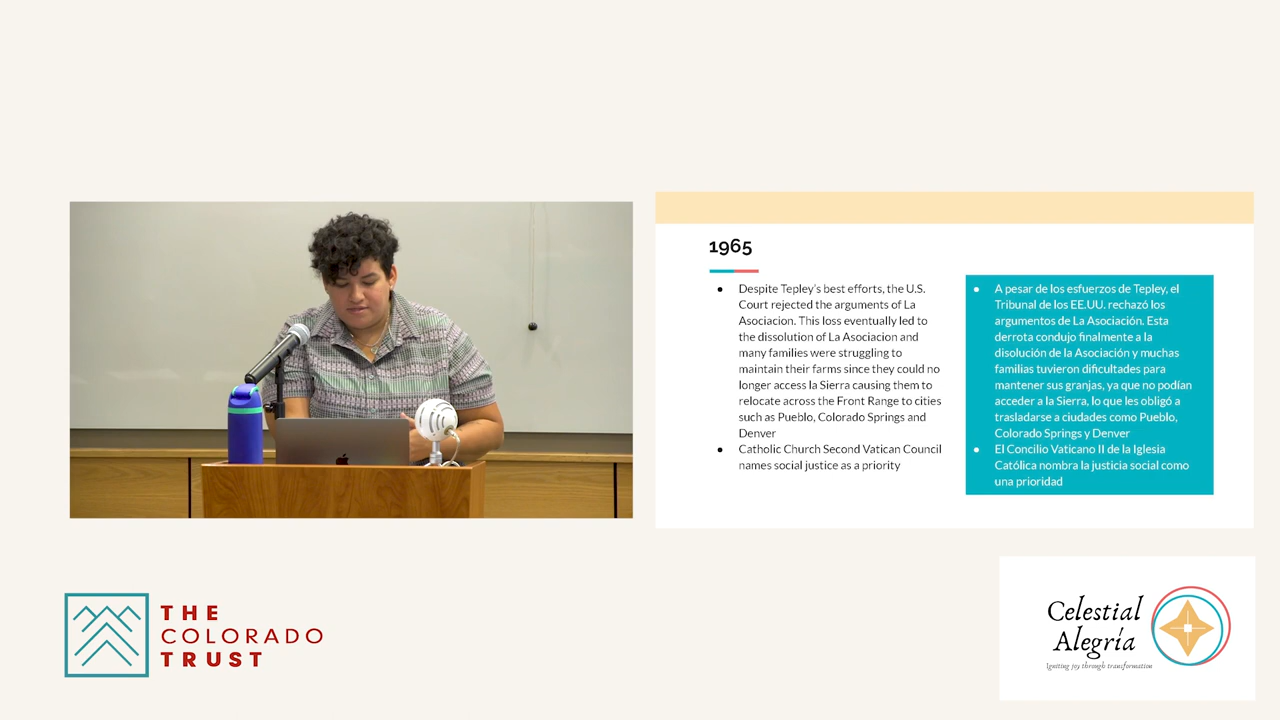 1965
Despite Tepley's best efforts, the U.S.
Court rejected the arguments of La
Asociacion. This loss eventually led to
the dissolution of La Asociacion and
many families were struggling to
maintain their farms since they could no
longer access la Sierra causing them to
relocate across the Front Range to cities
such as Pueblo, Colorado Springs and
Denver
Catholic Church Second Vatican Council
names social justice as a priority
A pesar de los esfuerzos de Tepley, el
Tribunal de los EE.UU. rechazó los
argumentos de La Asociación. Esta
derrota condujo finalmente a la
disolución de la Asociación y muchas
familias tuvieron dificultades para
mantener sus granjas, ya que no podían
acceder a la Sierra, lo que les obligó a
trasladarse a ciudades como Pueblo,
Colorado Springs y Denver
El Concilio Vaticano II de la Iglesia
Católica nombra la justicia social como
una prioridad
THE
COLORADO
TRUST
Celestial
Alegría
Igniting joy through transformation